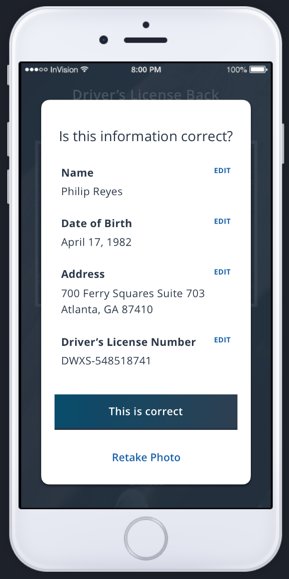 InVision
8:00 PM
100%
Driver's License Back
Is this information correct?
Name
EDIT
Philip Reyes
Date of Birth
EDIT
April 17, 1982
Address
EDIT
700 Ferry Squares Suite 703
Atlanta, GA 87410
Driver's License Number
EDIT
DWXS-548518741
This is correct
Retake Photo